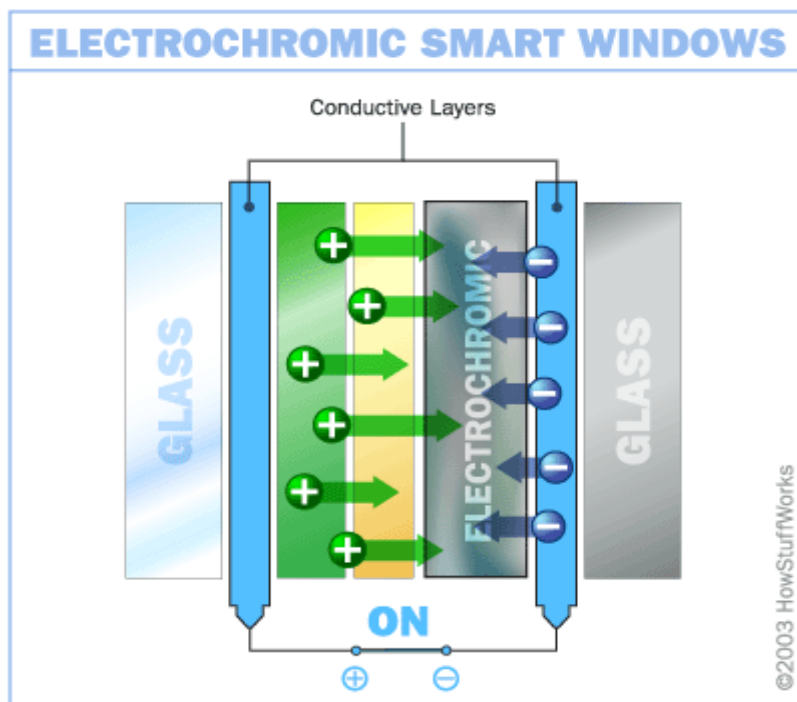 ELECTROCHROMIC SMART WINDOWS
Conductive Layers
GLASS
ELECTROCHROMIC
GLASS
ON
©2003 HowStuffWorks